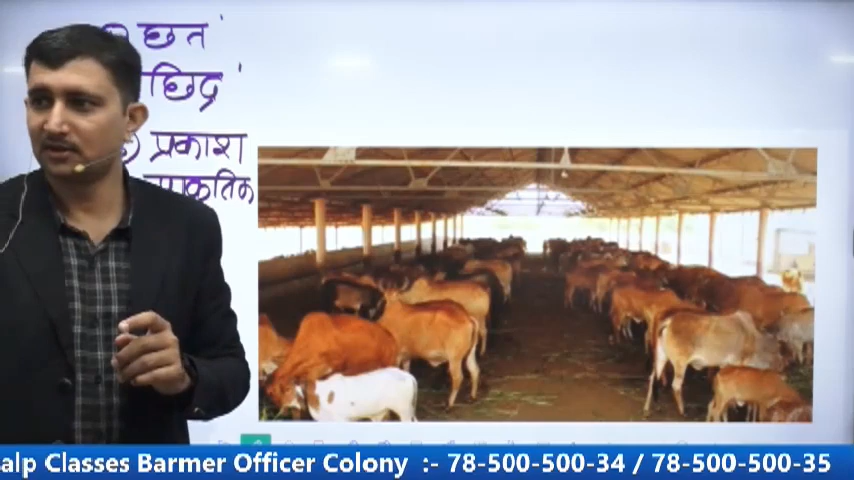 छत
छिद्र
प्रकाश
प्राकृतिक
alp Classes Barmer Officer Colony :- 78-500-500-34 / 78-500-500-35